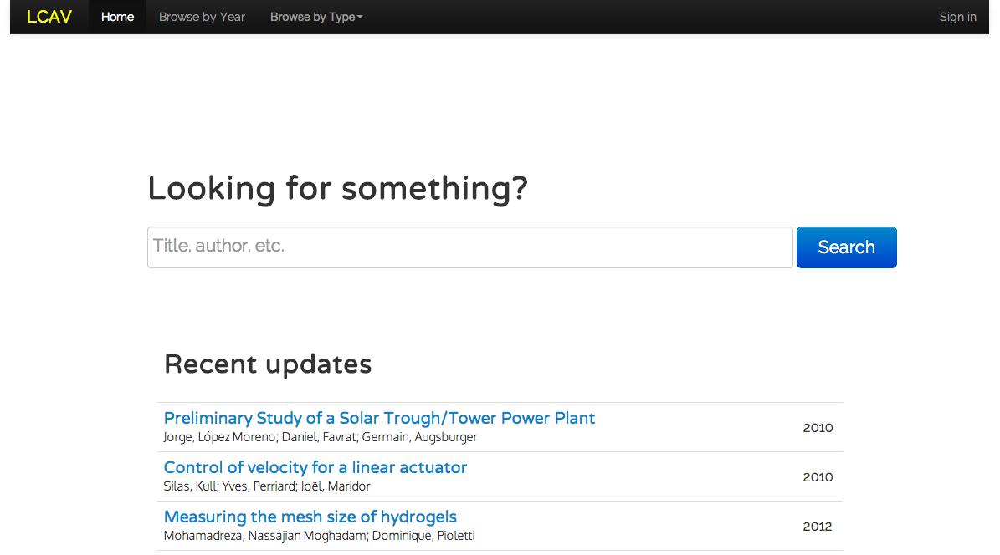 LCAV Home Browse by Year Browse by Type Sign in
Looking for something?
Title, author, etc. Search
Recent updates
Preliminary Study of a Solar Trough/Tower Power Plant
Jorge, López Moreno; Daniel, Favrat; Germain, Augsburger
2010
Control of velocity for a linear actuator
Silas, Kull; Yves, Perriard; Joël, Maridor
2010
Measuring the mesh size of hydrogels
Mohamadreza, Nassajian Moghadam; Dominique, Pioletti
2012